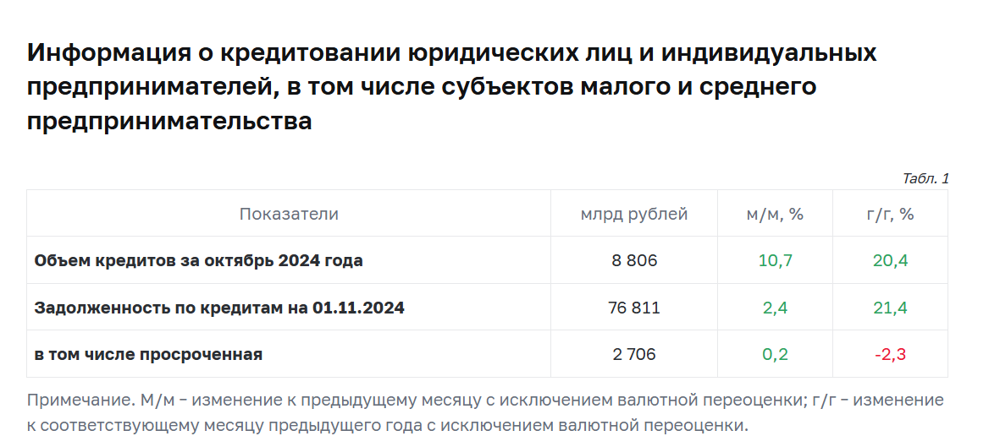 Информация о кредитовании юридических лиц и индивидуальных
предпринимателей, в том числе субъектов малого и среднего
предпринимательства
Табл. 1
Показатели млрд рублей м/м, % г/г, %
Объем кредитов за октябрь 2024 года 8 806 10,7 20,4
Задолженность по кредитам на 01.11.2024 76 811 2,4 21,4
в том числе просроченная 2 706 0,2 -2,3
Примечание. М/м – изменение к предыдущему месяцу с исключением валютной переоценки; г/г – изменение
к соответствующему месяцу предыдущего года с исключением валютной переоценки.